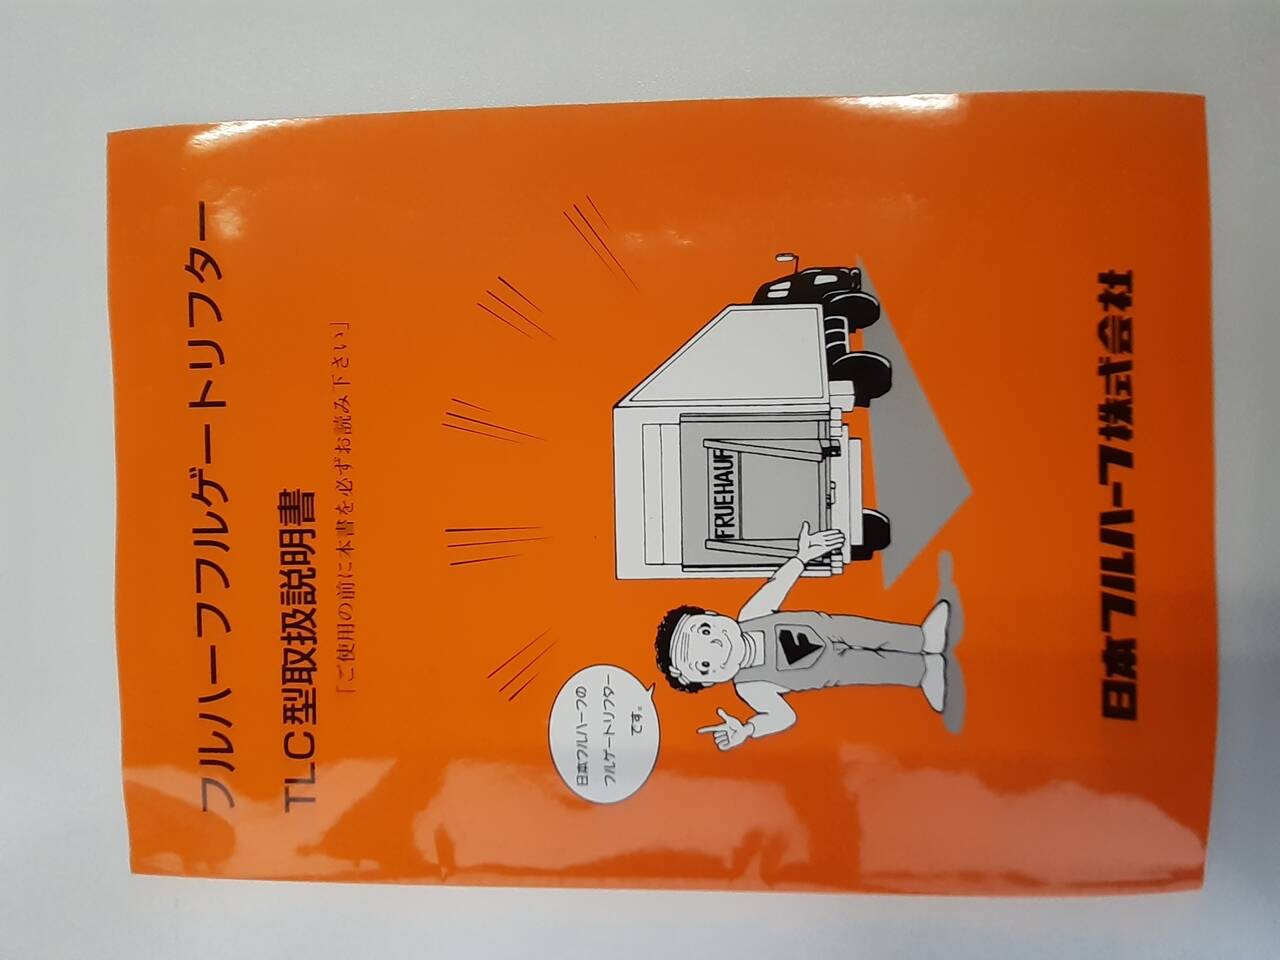 フルハーフフルゲートリフター
TLC型取扱説明書
「ご使用の前に本書を必ずお読み下さい」
日本フルハーフの
フルゲートリフター
です。
FRUEHAUF
F
日本フルハーフ株式会社